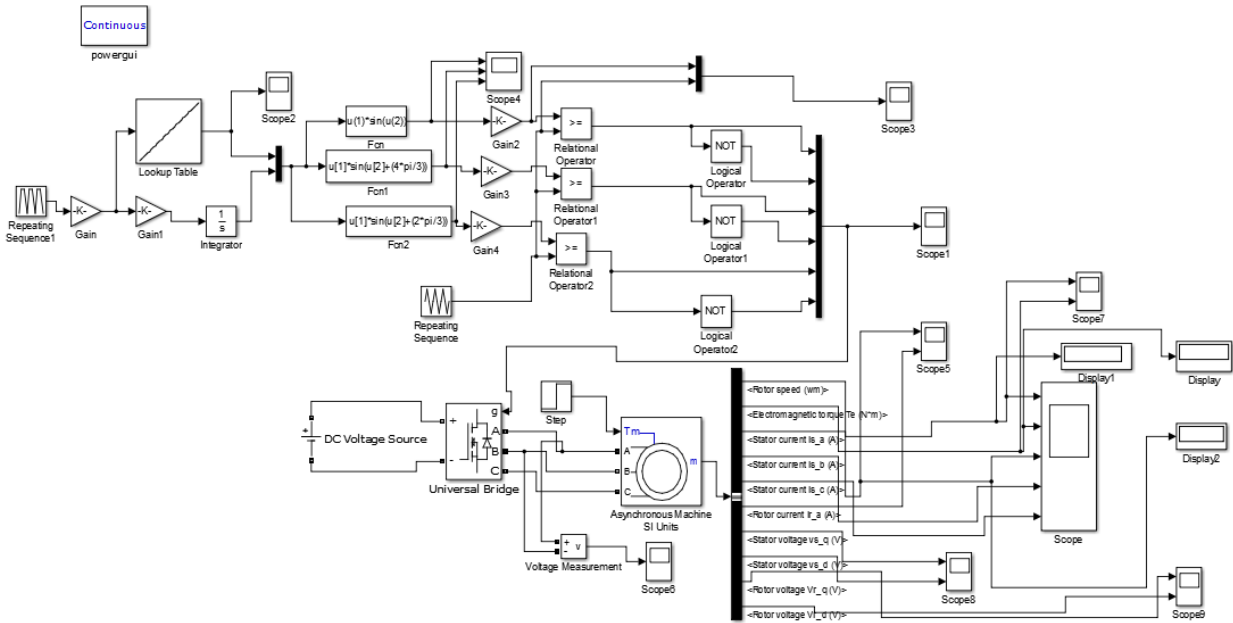 Continuous
powergui
Scope2
Scope4
Scope3
Lookup Table
-K-
Gain
-K-
Gain1
1
s
Integrator
Repeating
Sequence1
u(1)*sin(u(2))
Fcn
u[1]*sin(u[2]+(4*pi/3))
Fcn1
u[1]*sin(u[2]+(2*pi/3))
Fcn2
-K-
Gain2
-K-
Gain3
-K-
Gain4
>=
Relational
Operator
>=
Relational
Operator1
>=
Relational
Operator2
NOT
Logical
Operator
NOT
Logical
Operator1
NOT
Logical
Operator2
Repeating
Sequence
Scope1
Scope7
Scope5
Display1
Display
Display2
DC Voltage Source
+
+
-
g
A
B
C
Universal Bridge
Step
Tm
A
B
C
m
Asynchronous Machine
SI Units
+
-
v
Voltage Measurement
Scope6
<Rotor speed (wm)>
<Electromagnetic torque Te (N*m)>
<Stator current is_a (A)>
<Stator current is_b (A)>
<Stator current is_c (A)>
<Rotor current ir_a (A)>
<Stator voltage vs_q (V)>
<Stator voltage vs_d (V)>
<Rotor voltage Vr_q (V)>
<Rotor voltage Vr_d (V)>
Scope
Scope8
Scope9